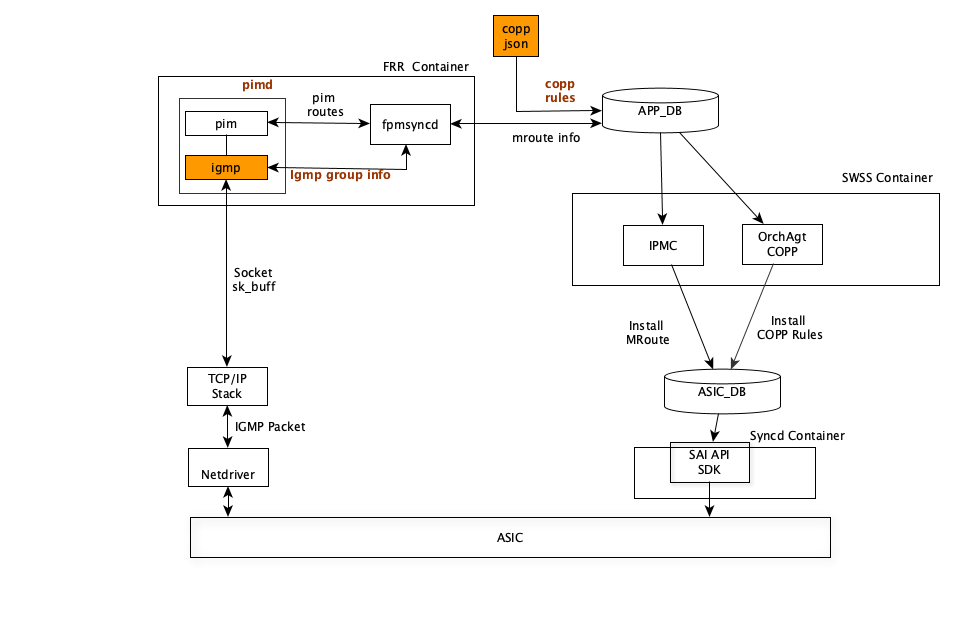 copp
json
FRR  Container
pimd
copp
rules
pim
routes
pim
fpmsyncd
APP_DB
mroute info
igmp
Igmp group info
SWSS Container
IPMC
OrchAgt
COPP
Socket
sk_buff
Install
MRoute
Install
COPP Rules
TCP/IP
Stack
ASIC_DB
IGMP Packet
Syncd Container
SAI API
SDK
Netdriver
ASIC